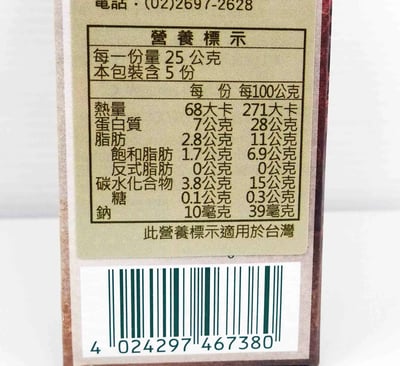 電話：(02)2697-2628
營養標示
每一份量 25 公克
本包裝含 5 份
每 份 每100公克
熱量 68大卡 271大卡
蛋白質 7公克 28公克
脂肪 2.8公克 11公克
飽和脂肪 1.7公克 6.9公克
反式脂肪 0公克 0公克
碳水化合物 3.8公克 15公克
糖 0.1公克 0.3公克
鈉 10毫克 39毫克
此營養標示適用於台灣
4 024297 467380